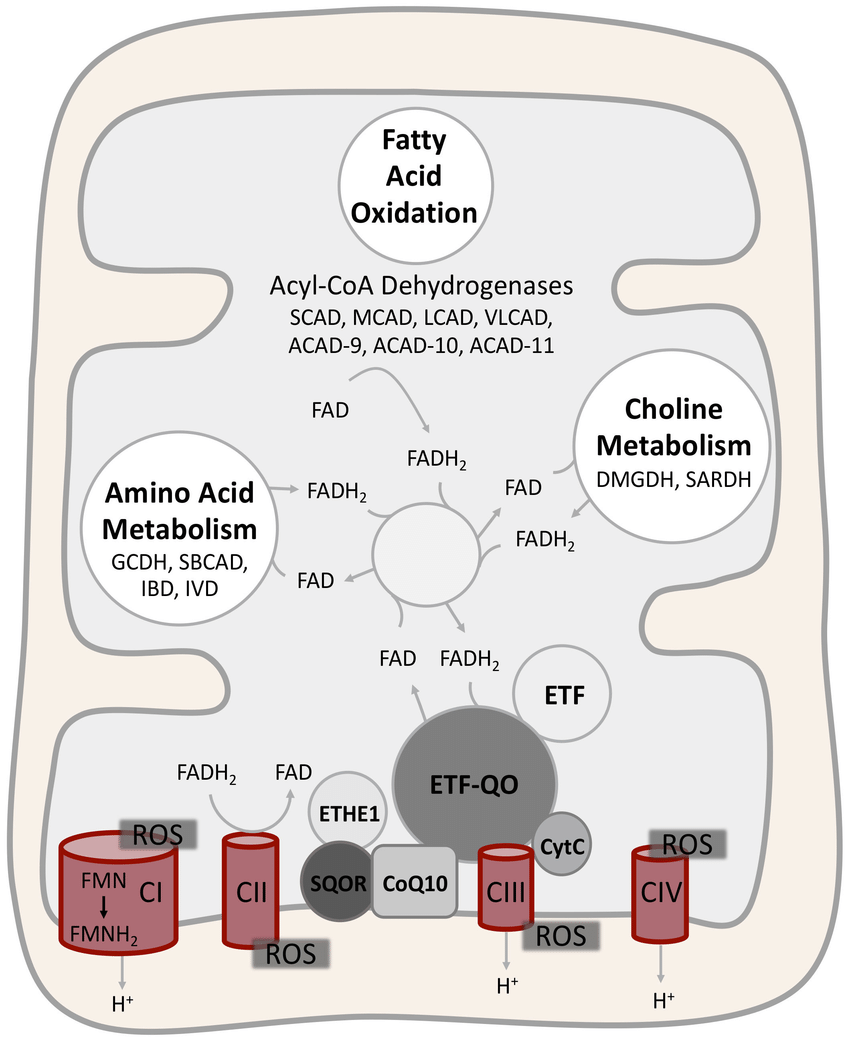 Fatty
Acid
Oxidation
Acyl-CoA Dehydrogenases
SCAD, MCAD, LCAD, VLCAD,
ACAD-9, ACAD-10, ACAD-11
FAD
FADH₂
Choline
Metabolism
DMGDH, SARDH
Amino Acid
Metabolism
GCDH, SBCAD,
IBD, IVD
FADH₂
FAD
FAD
FADH₂
FAD
FADH₂
ETF
ETF-QO
FADH₂
FAD
ETHE1
CytC
SQOR
CoQ10
ROS
CI
FMN
FMNH₂
CII
ROS
CIII
ROS
CIV
ROS
H⁺
H⁺
H⁺